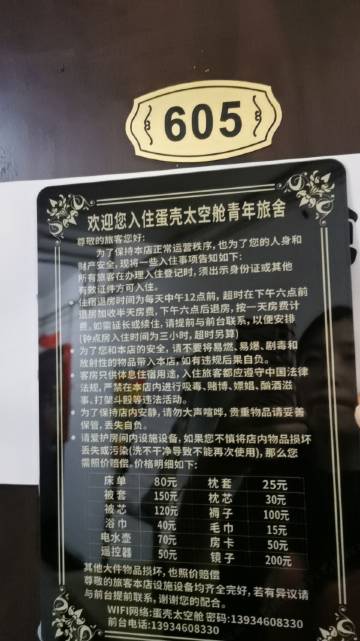 605
欢迎您入住蛋壳太空舱青年旅舍
尊敬的旅客您好:
为了保持本店正常运营秩序,也为了您的人身和
财产安全,现将一些入住事项告知如下:
所有旅客在办理入住登记时,须出示身份证或其他
有效证件方可入住。
住宿退房时间为每天中午12点前,超时在下午六点前
退房加收半天房费,下午六点后退房,按一天房费计
费,如需延长或续住,请提前与前台联系,以便安排
(钟点房入住时间为三小时,超时另算)
为了您和本店的安全,请不要将易燃、易爆、剧毒和
放射性的物品带入本店,如有违规后果自负。
客房只供休息住宿用途,入住旅客都应遵守中国法律
法规,严禁在本店内进行吸毒、赌博、嫖娼、酗酒滋
事、打架斗殴等违法活动。
为了保持店内安静,请勿大声喧哗,贵重物品请妥善
保管,丢失自负。
请爱护房间内设施设备,如果您不慎将店内物品损坏
丢失或污染(洗不干净导致不能再次使用),那么您
需照价赔偿。价格明细如下:
床单 80元 枕套 25元
被套 150元 枕芯 30元
被芯 120元 褥子 100元
浴巾 40元 毛巾 15元
电水壶 70元 房卡 50元
遥控器 50元 镜子 200元
其他大件物品损坏,也照价赔偿
尊敬的旅客本店设施设备均齐全完好,若有异议请
与前台提前联系,谢谢您的配合。
WIFI网络:蛋壳太空舱 密码:13934608330
前台电话:13934608330